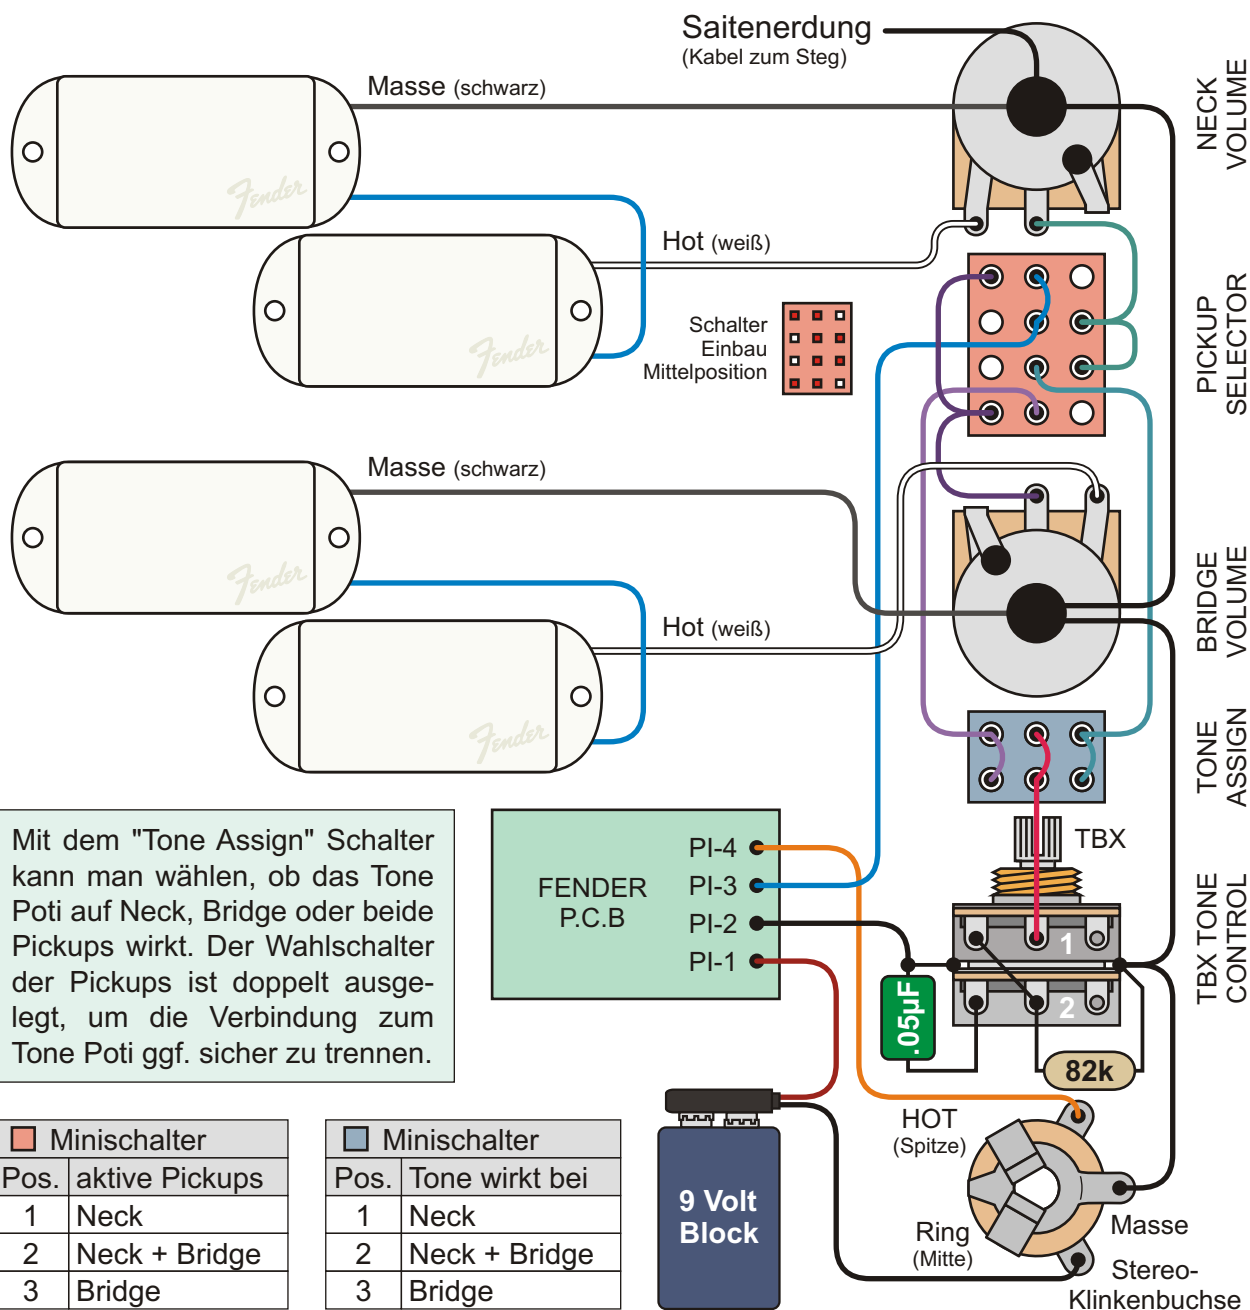 Saitenerdung
(Kabel zum Steg)
Masse (schwarz)
NECK
VOLUME
Fender
Hot (weiß)
Fender
Schalter
Einbau
Mittelposition
PICKUP
SELECTOR
Masse (schwarz)
Fender
Hot (weiß)
BRIDGE
VOLUME
Fender
TONE
ASSIGN
Mit dem "Tone Assign" Schalter
kann man wählen, ob das Tone
Poti auf Neck, Bridge oder beide
Pickups wirkt. Der Wahlschalter
der Pickups ist doppelt ausge-
legt, um die Verbindung zum
Tone Poti ggf. sicher zu trennen.
FENDER
P.C.B
PI-4
PI-3
PI-2
PI-1
TBX
1
2
TBX TONE
CONTROL
.05µF
82k
Minischalter
Pos. aktive Pickups
1 Neck
2 Neck + Bridge
3 Bridge
Minischalter
Pos. Tone wirkt bei
1 Neck
2 Neck + Bridge
3 Bridge
9 Volt
Block
HOT
(Spitze)
Ring
(Mitte)
Masse
Stereo-
Klinkenbuchse